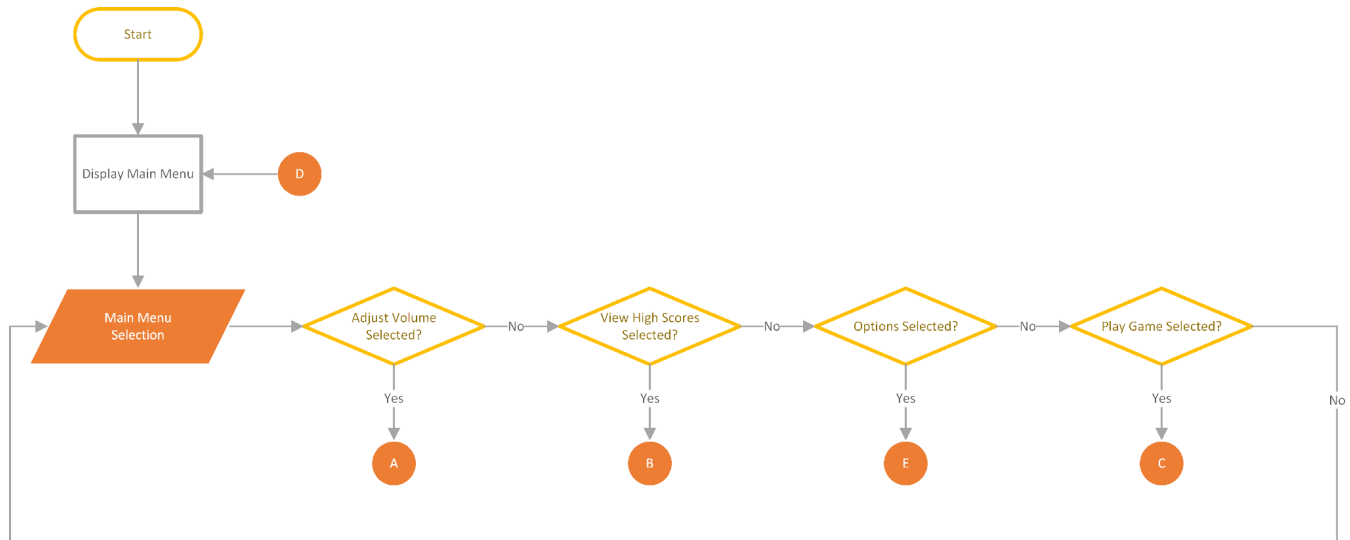 Start
Display Main Menu
D
Main Menu
Selection
Adjust Volume
Selected?
No
View High Scores
Selected?
No
Options Selected?
No
Play Game Selected?
Yes
Yes
Yes
Yes
No
A
B
E
C